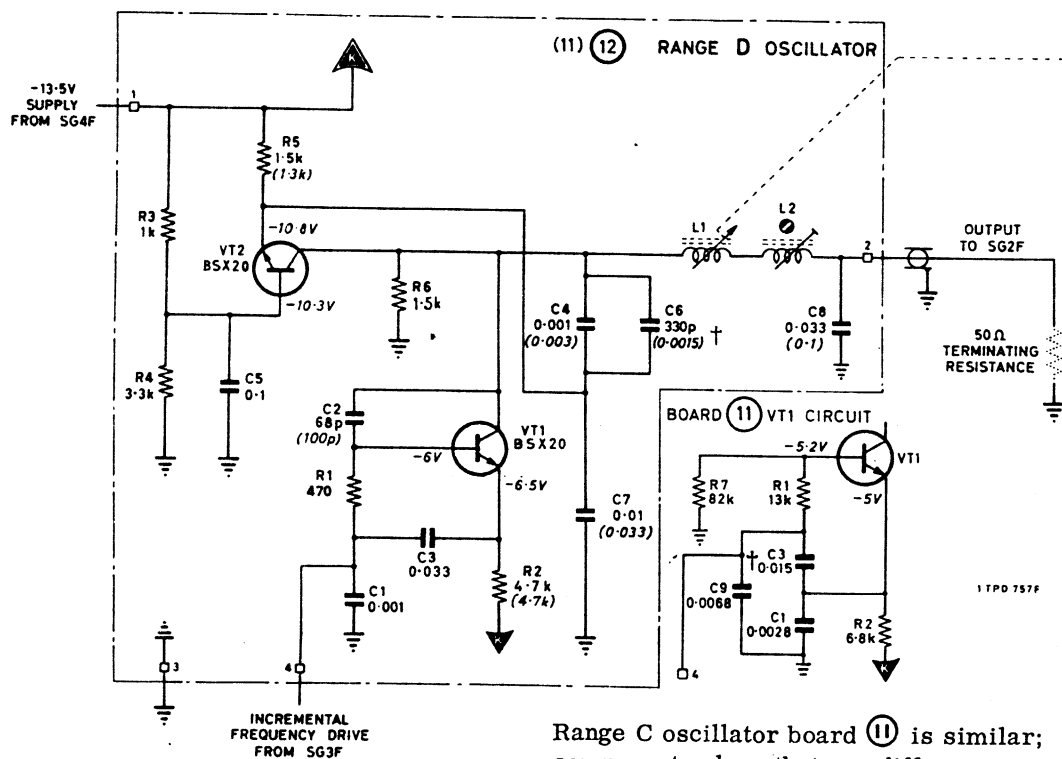 (11) 12 RANGE D OSCILLATOR
K
-13·5V
SUPPLY
FROM SG4F
1
R5
1·5k
(1·3k)
R3
1k
-10·8V
VT2
BSX20
-10·3V
R6
1·5k
L1
L2
2
OUTPUT
TO SG2F
C4
0·001
(0·003)
C6
330p
(0·0015) †
C8
0·033
(0·1)
50Ω
TERMINATING
RESISTANCE
R4
3·3k
C5
0·1
C2
68p
(100p)
VT1
BSX20
-6V
-6·5V
R1
470
C3
0·033
C1
0·001
R2
4·7k
(4·7k)
K
C7
0·01
(0·033)
BOARD 11 VT1 CIRCUIT
-5·2V
VT1
-5V
R7
82k
R1
13k
†
C3
0·015
C9
0·0068
C1
0·0028
R2
6·8k
K
4
1 TPD 757F
3
4
INCREMENTAL
FREQUENCY DRIVE
FROM SG3F
Range C oscillator board 11 is similar;